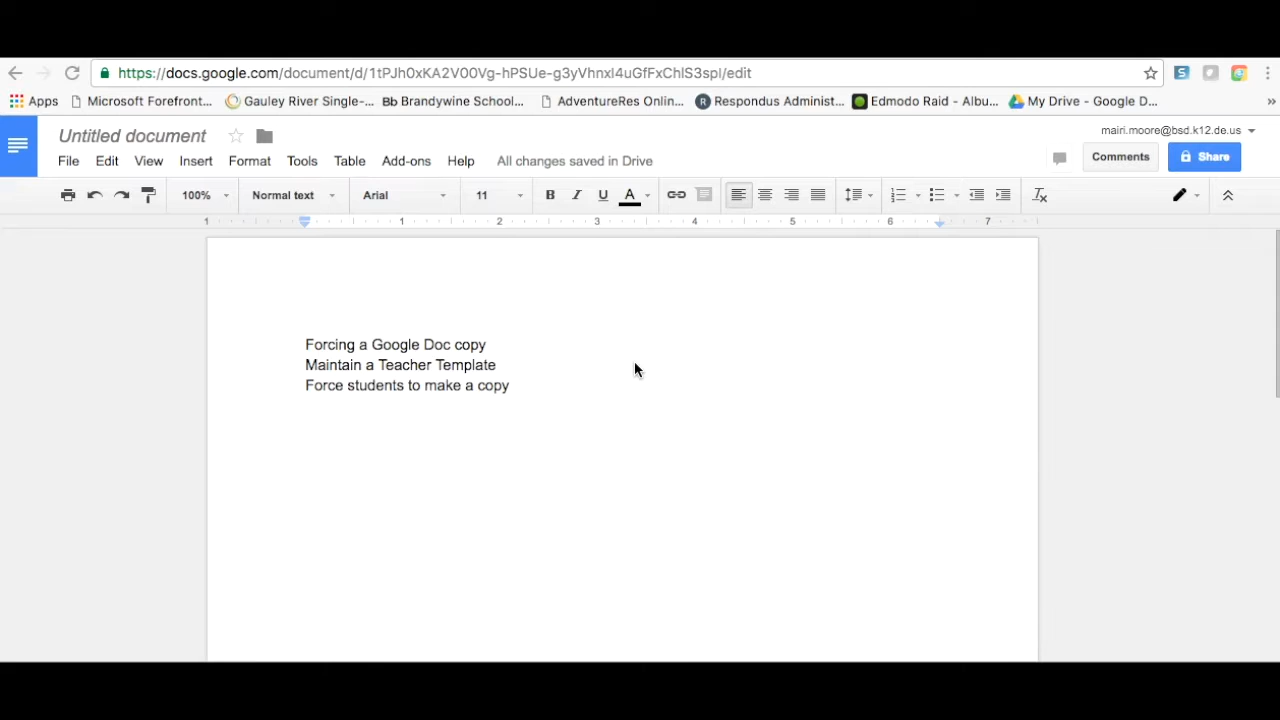 https://docs.google.com/document/d/1tPJh0xKA2V00Vg-hPSUe-g3yVhnxI4uGfFxChIS3spI/edit
Apps Microsoft Forefront... Gauley River Single-... Bb Brandywine School... AdventureRes Onlin... R Respondus Administ... Edmodo Raid - Albu... My Drive - Google D... »
Untitled document mairi.moore@bsd.k12.de.us
File Edit View Insert Format Tools Table Add-ons Help All changes saved in Drive Comments Share
100% Normal text Arial 11 B I U A
1 1 2 3 4 5 6 7
Forcing a Google Doc copy
Maintain a Teacher Template
Force students to make a copy